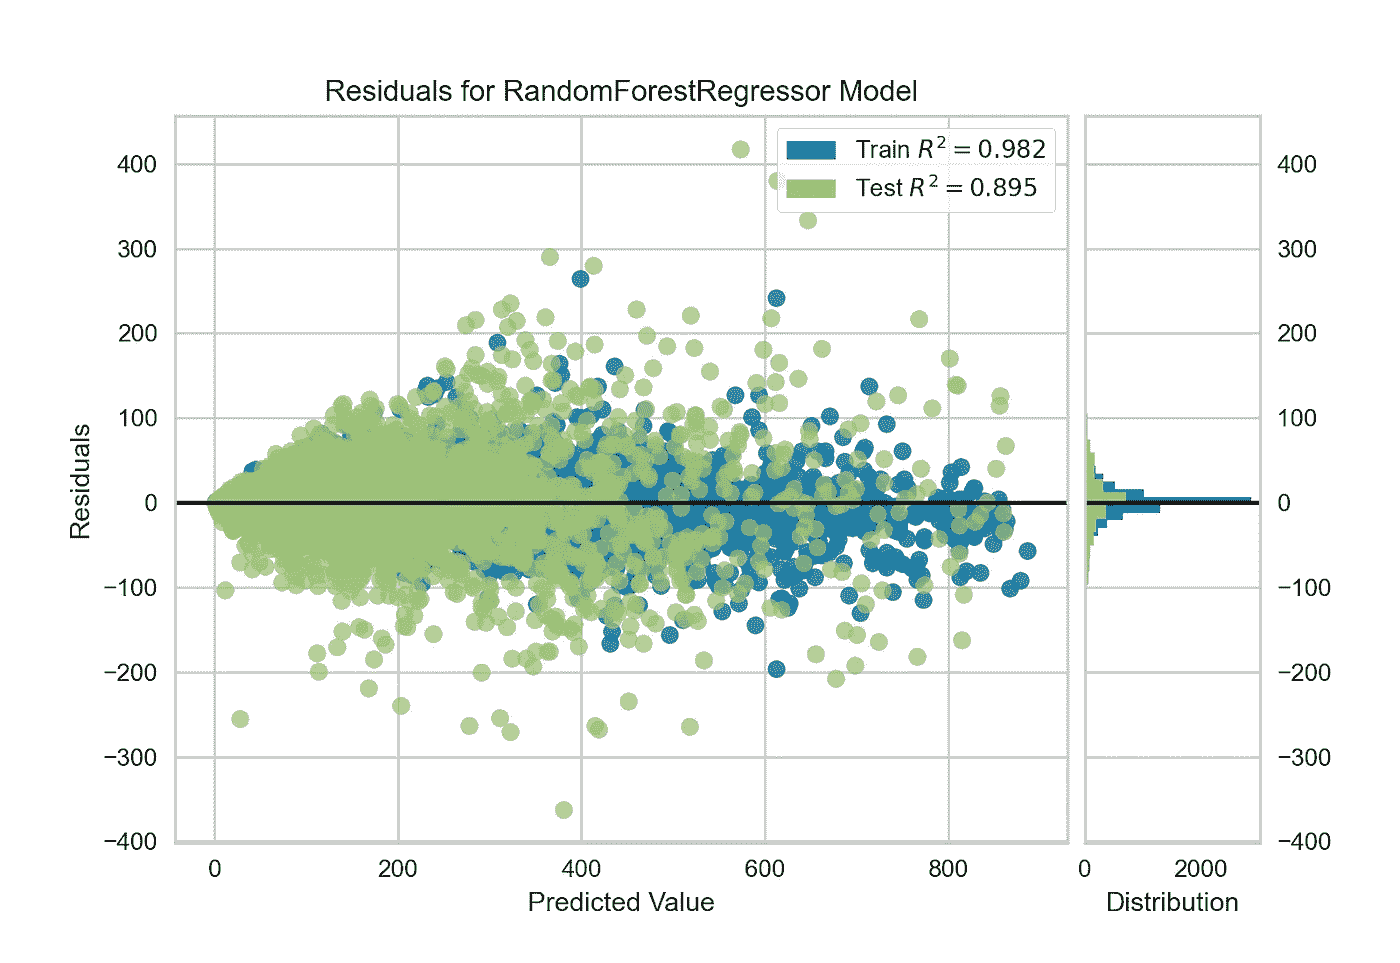 Residuals for RandomForestRegressor Model
Train R² = 0.982
Test R² = 0.895
Residuals
400
300
200
100
0
−100
−200
−300
−400
0 200 400 600 800
Predicted Value
400
300
200
100
0
−100
−200
−300
−400
0 2000
Distribution